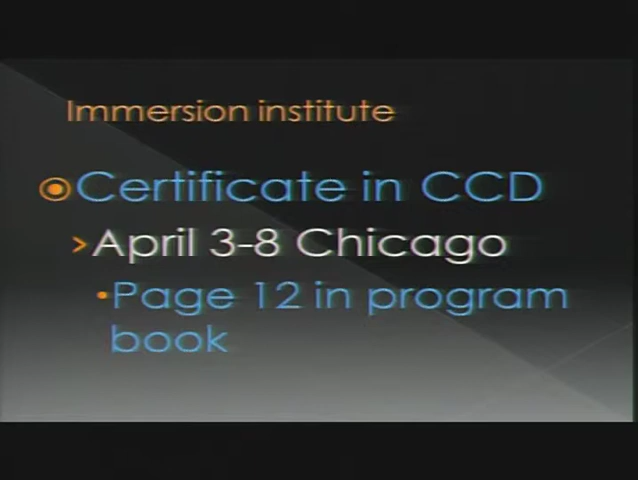 Immersion institute
Certificate in CCD
April 3-8 Chicago
Page 12 in program
book